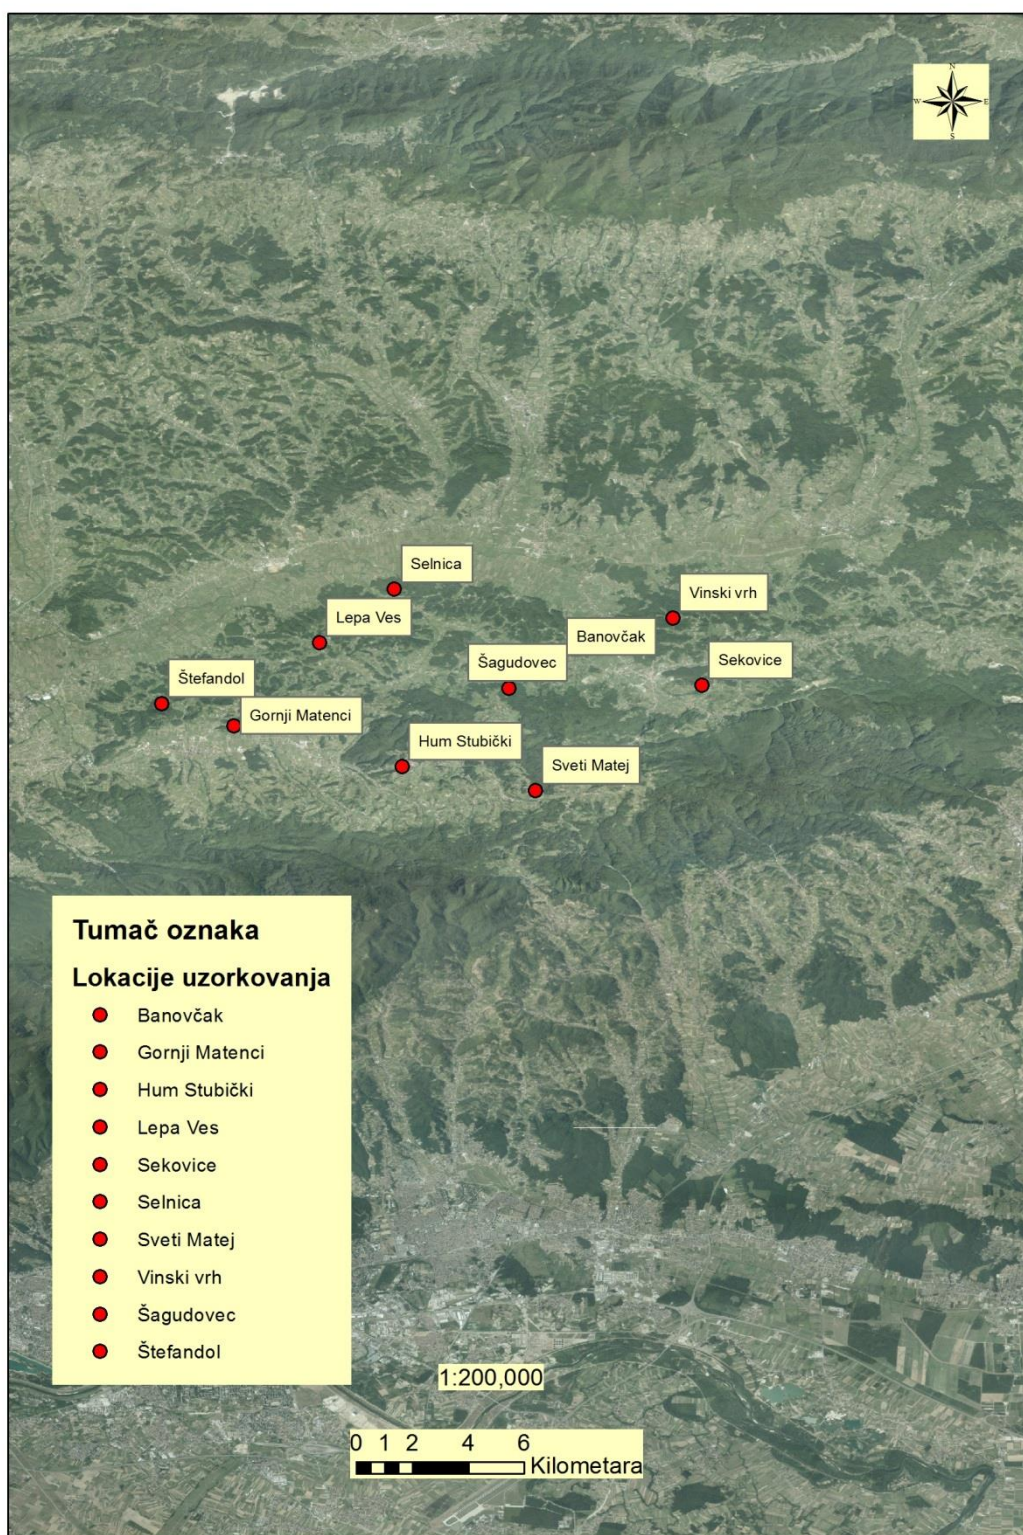 N
W E
S
Selnica
Vinski vrh
Lepa Ves
Banovčak
Šagudovec
Sekovice
Štefandol
Gornji Matenci
Hum Stubički
Sveti Matej
Tumač oznaka
Lokacije uzorkovanja
Banovčak
Gornji Matenci
Hum Stubički
Lepa Ves
Sekovice
Selnica
Sveti Matej
Vinski vrh
Šagudovec
Štefandol
1:200,000
0 1 2 4 6
Kilometara